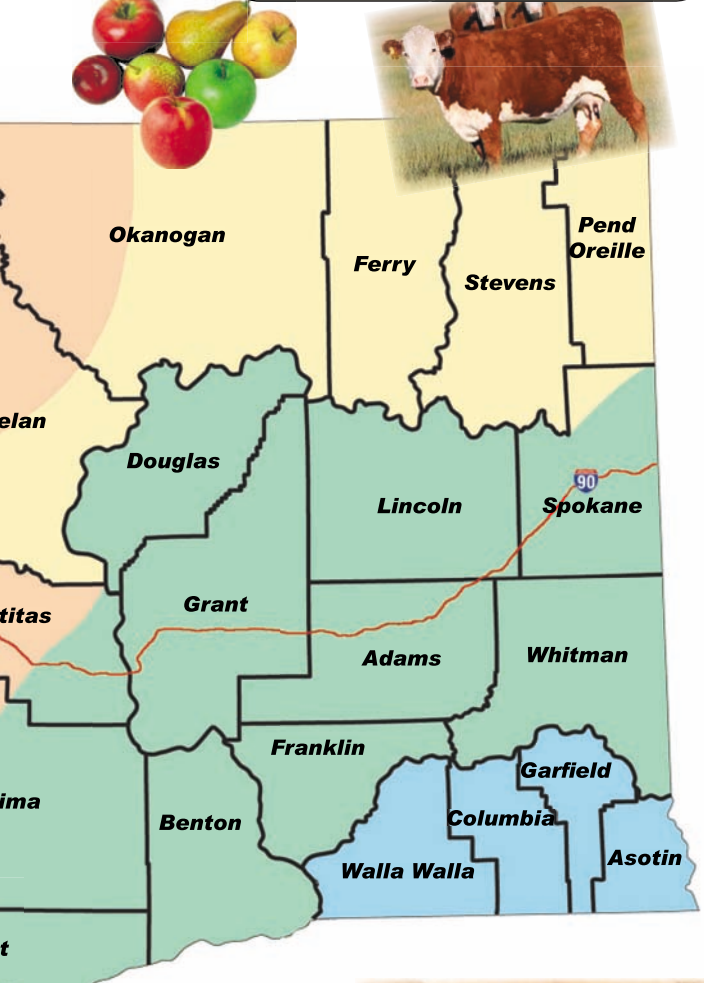 Okanogan
Ferry
Stevens
Pend
Oreille
elan
Douglas
Lincoln
90
Spokane
titas
Grant
Adams
Whitman
Franklin
ima
Benton
Garfield
Columbia
Walla Walla
Asotin
t